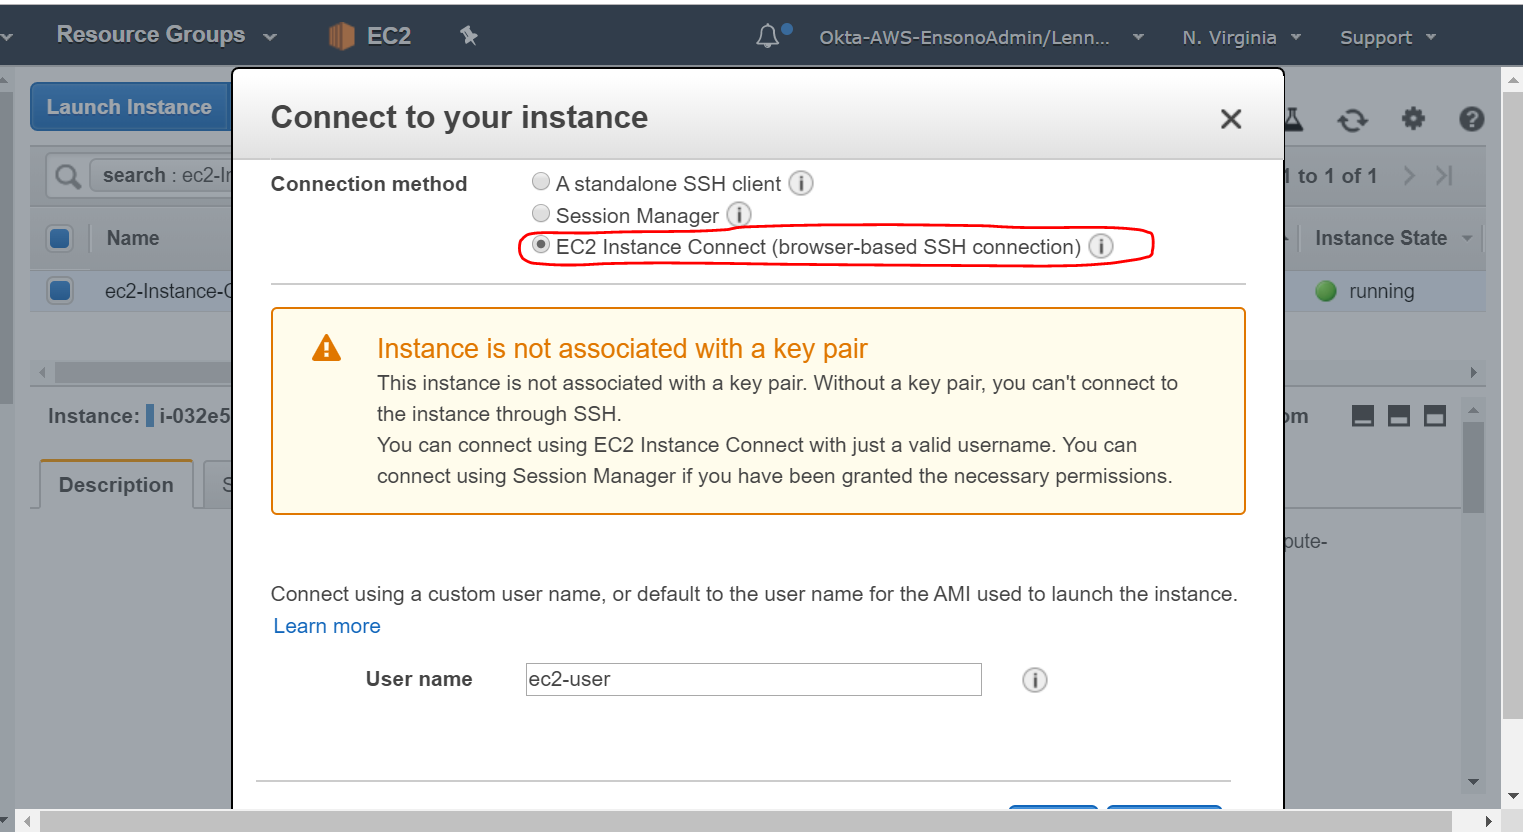 Resource Groups EC2 Okta-AWS-EnsonoAdmin/Lenn... N. Virginia Support
Launch Instance
Connect to your instance
search : ec2-I
1 to 1 of 1
Connection method
A standalone SSH client
Session Manager
EC2 Instance Connect (browser-based SSH connection)
Name
Instance State
ec2-Instance-C
running
Instance is not associated with a key pair
This instance is not associated with a key pair. Without a key pair, you can't connect to
the instance through SSH.
You can connect using EC2 Instance Connect with just a valid username. You can
connect using Session Manager if you have been granted the necessary permissions.
Instance: i-032e5
om
Description S
pute-
Connect using a custom user name, or default to the user name for the AMI used to launch the instance.
Learn more
User name ec2-user